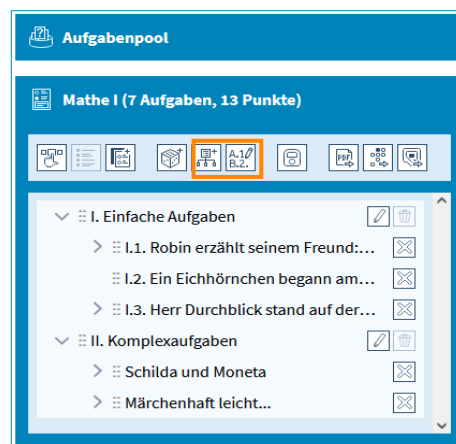 Aufgabenpool
Mathe I (7 Aufgaben, 13 Punkte)
A.1
B.2.
PDF
I. Einfache Aufgaben
I.1. Robin erzählt seinem Freund:...
I.2. Ein Eichhörnchen begann am...
I.3. Herr Durchblick stand auf der...
II. Komplexaufgaben
Schilda und Moneta
Märchenhaft leicht...